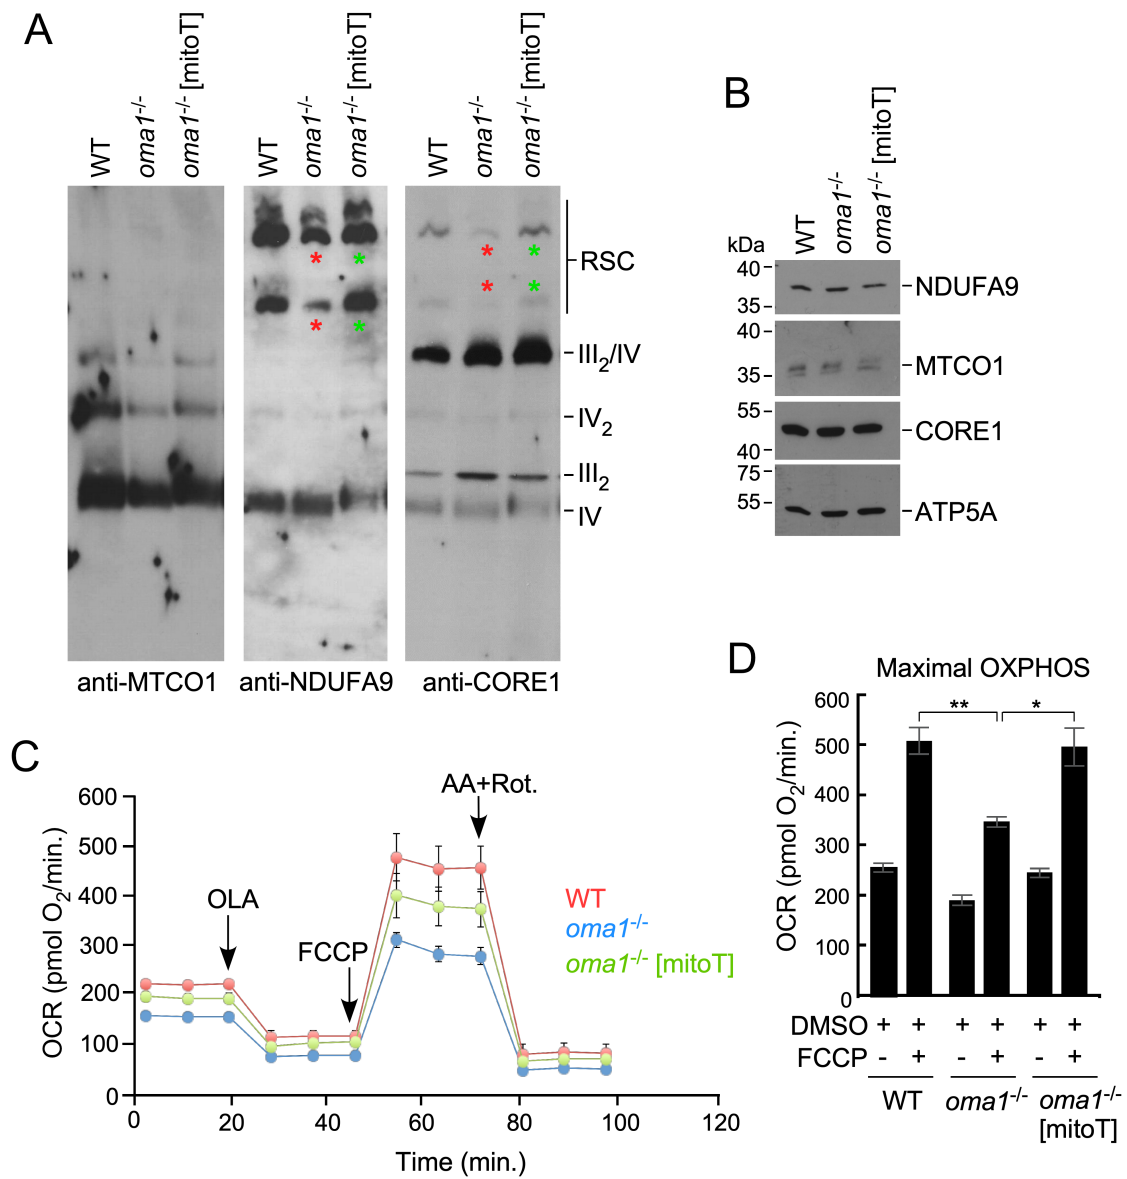 A
WT
oma1-/-
oma1-/- [mitoT]
WT
oma1-/-
oma1-/- [mitoT]
WT
oma1-/-
oma1-/- [mitoT]
* *
* *
* *
* *
RSC
III2/IV
IV2
III2
IV
anti-MTCO1
anti-NDUFA9
anti-CORE1
B
WT
oma1-/-
oma1-/- [mitoT]
kDa
40
35
NDUFA9
40
35
MTCO1
55
40
CORE1
75
55
ATP5A
C
OCR (pmol O2/min.)
600
500
400
300
200
100
0
0
20
40
60
80
100
120
Time (min.)
OLA
FCCP
AA+Rot.
WT
oma1-/-
oma1-/- [mitoT]
D
Maximal OXPHOS
OCR (pmol O2/min.)
600
500
400
300
200
100
0
** *
DMSO + + + + + +
FCCP - + - + - +
WT
oma1-/-
oma1-/-
[mitoT]